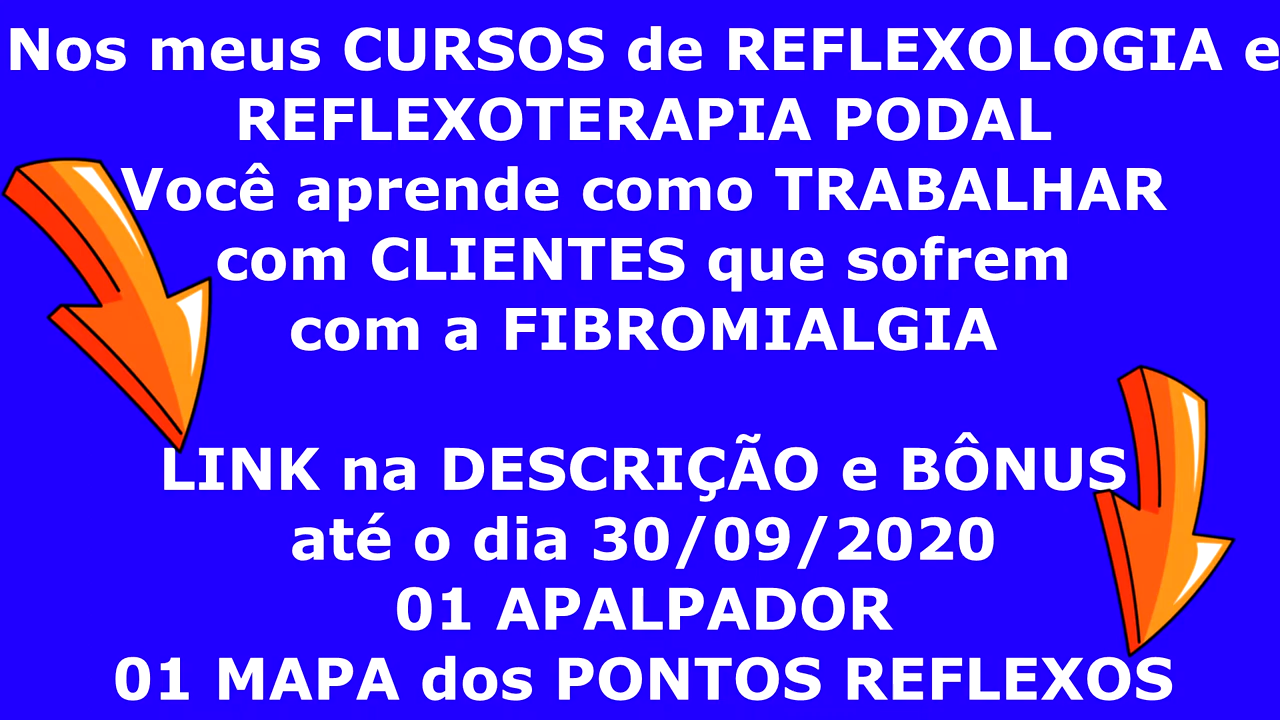 Nos meus CURSOS de REFLEXOLOGIA e
REFLEXOTERAPIA PODAL
Você aprende como TRABALHAR
com CLIENTES que sofrem
com a FIBROMIALGIA
LINK na DESCRIÇÃO e BÔNUS
até o dia 30/09/2020
01 APALPADOR
01 MAPA dos PONTOS REFLEXOS